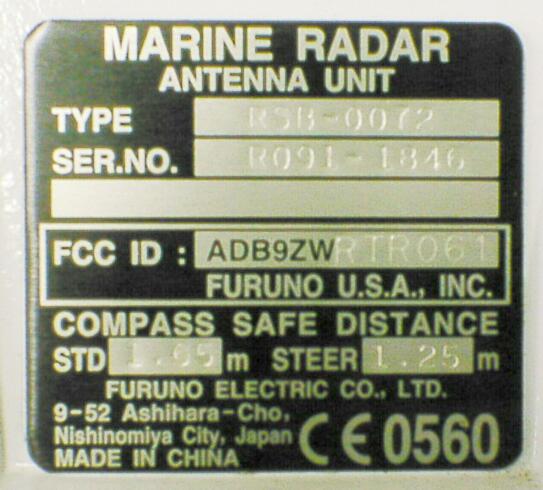 MARINE RADAR
ANTENNA UNIT
TYPE RSB-0072
SER.NO. R091-1846
FCC ID : ADB9ZWRTR061
FURUNO U.S.A., INC.
COMPASS SAFE DISTANCE
STD m STEER 1.25 m
FURUNO ELECTRIC CO., LTD.
9-52 Ashihara-Cho,
Nishinomiya City, Japan
MADE IN CHINA
CE 0560